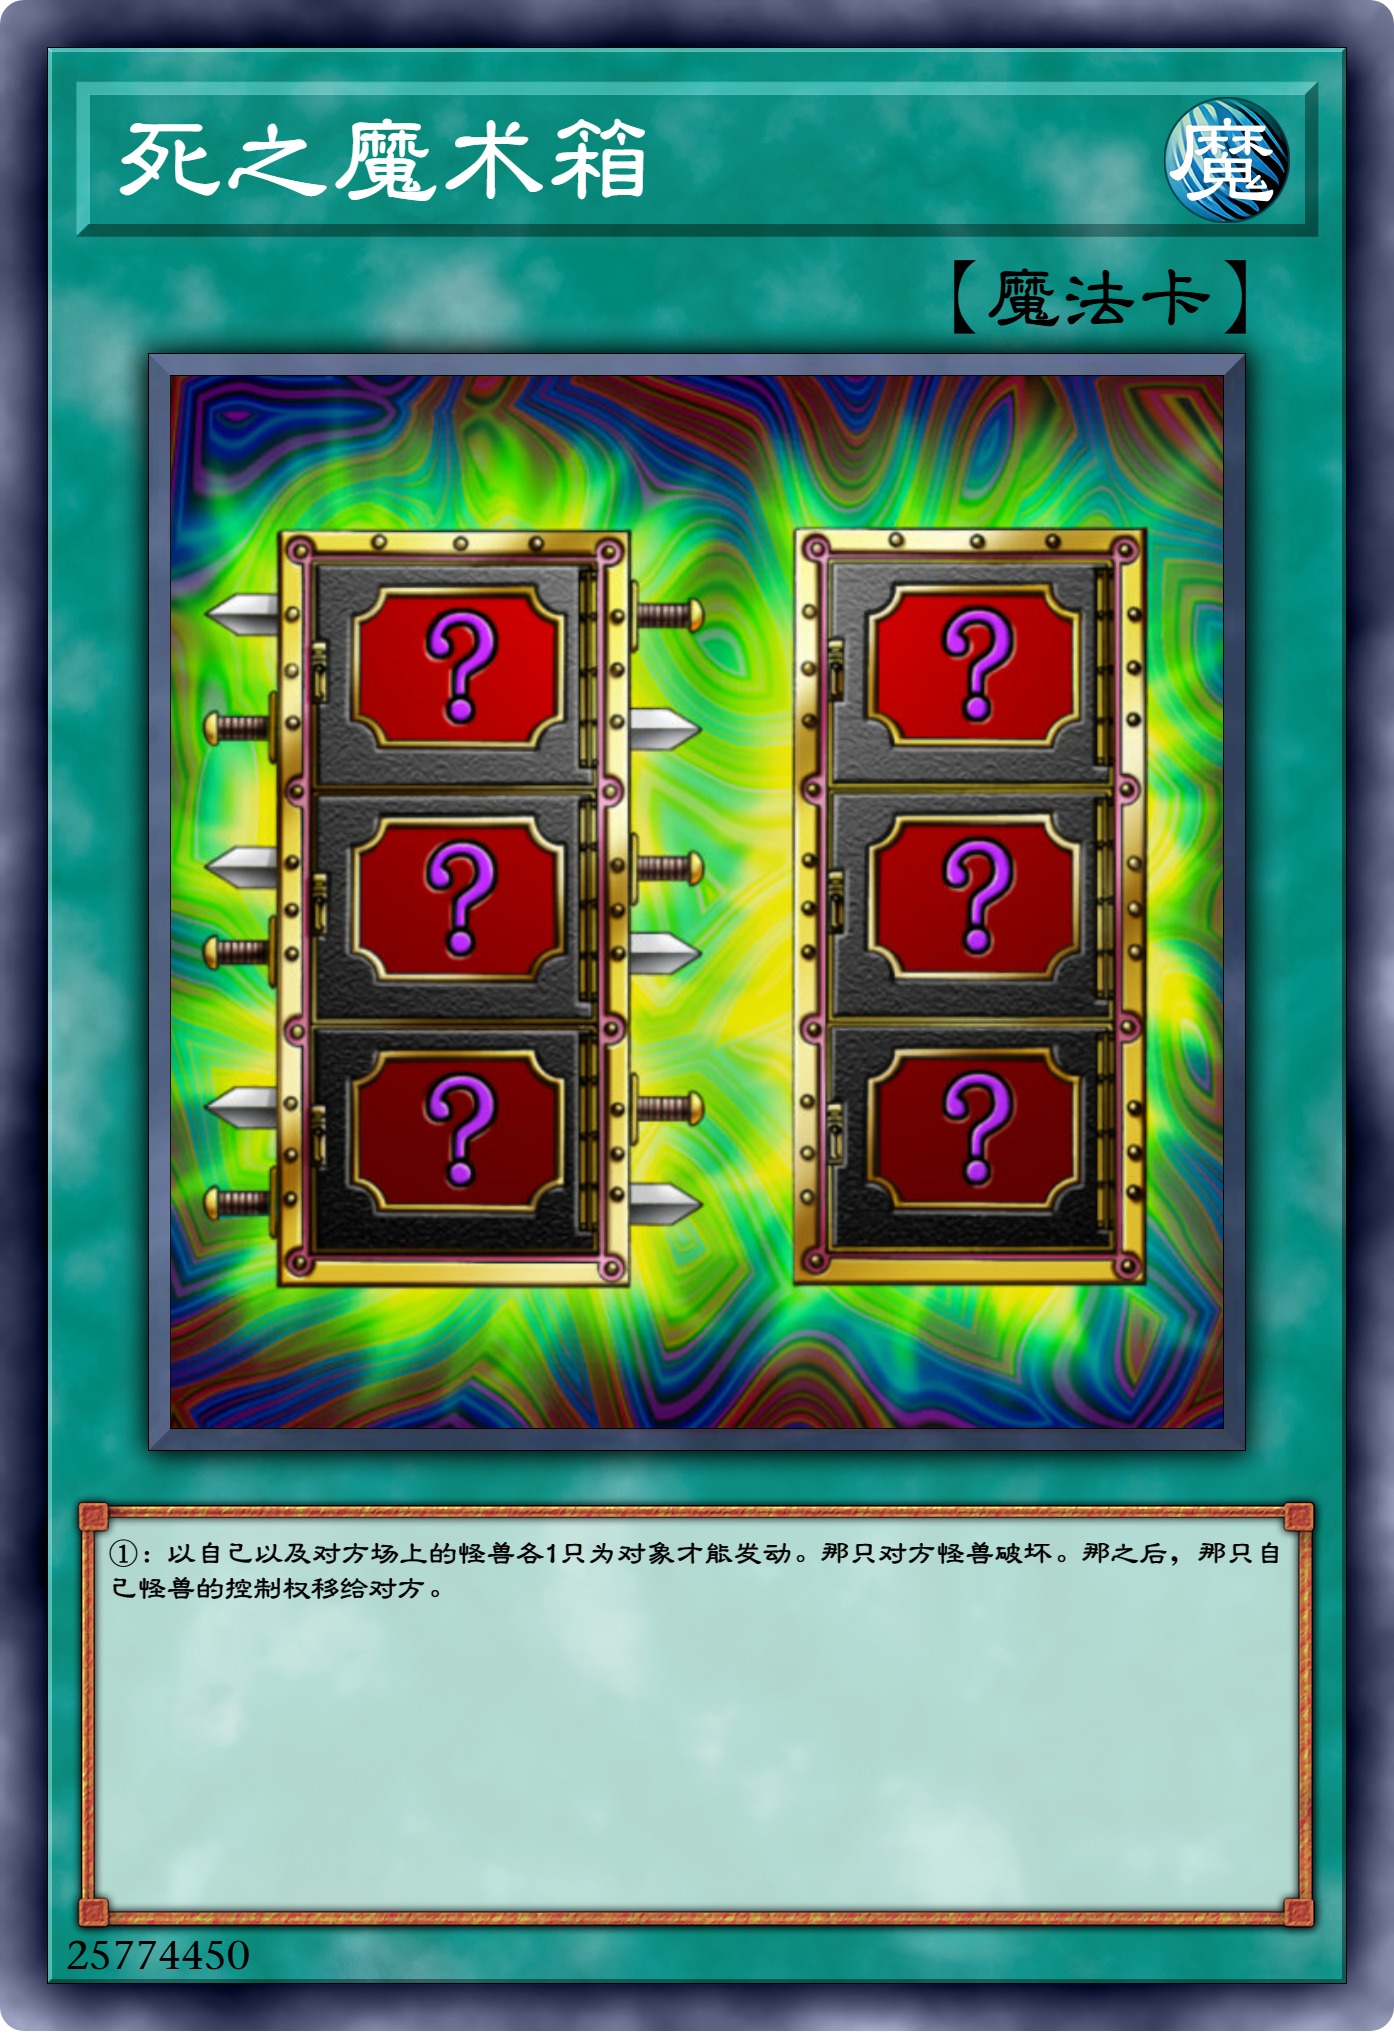 死之魔术箱
魔
【魔法卡】
? ?
? ?
? ?
①：以自己以及对方场上的怪兽各1只为对象才能发动。那只对方怪兽破坏。那之后，那只自
己怪兽的控制权移给对方。
25774450